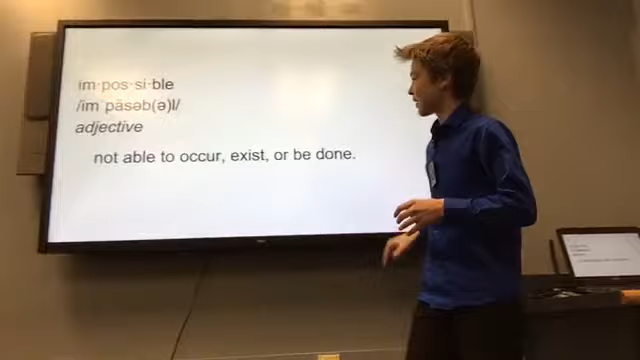 im·pos·si·ble
/imˈpäsəb(ə)l/
adjective
not able to occur, exist, or be done.